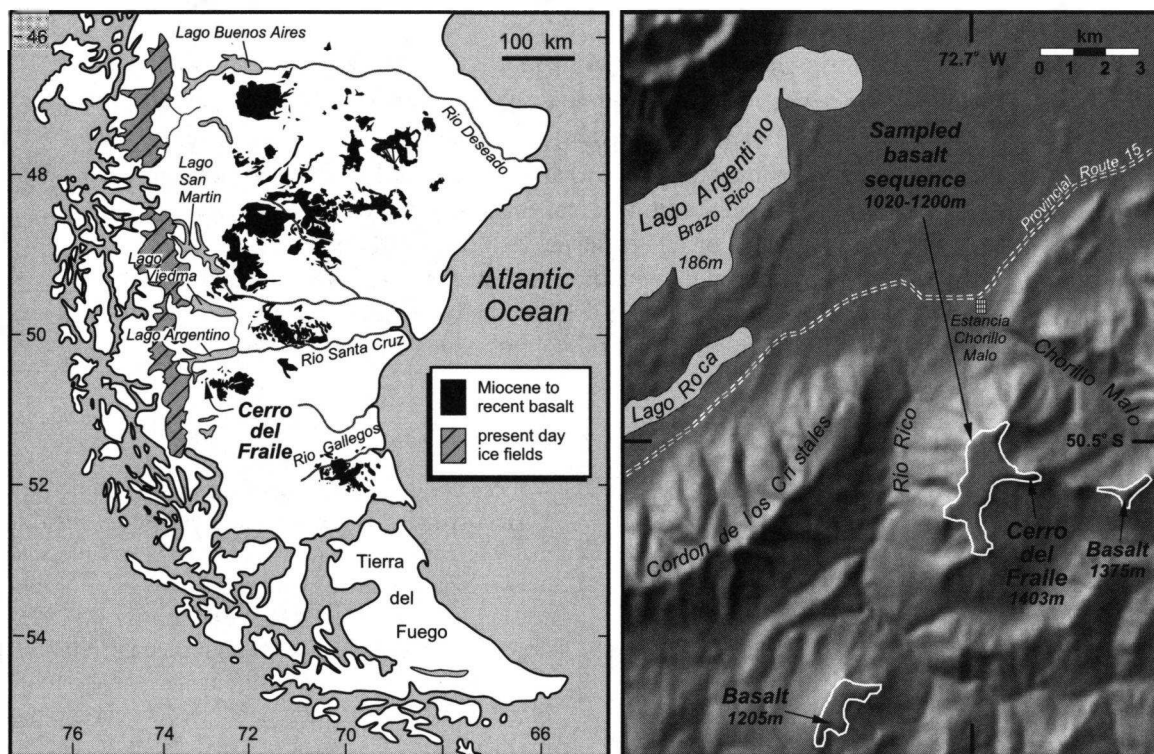 46
48
50
52
54
76
74
72
70
68
66
Lago Buenos Aires
100 km
Rio Deseado
Lago
San
Martin
Lago
Viedma
Atlantic
Ocean
Lago Argentino
Rio Santa Cruz
Cerro
del
Fraile
Rio Gallegos
Miocene to
recent basalt
present day
ice fields
Tierra
del
Fuego
km
0 1 2 3
72.7° W
Sampled
basalt
sequence
1020-1200m
Lago Argentino
Brazo Rico
186m
Provincial Route 15
Estancia
Chorillo
Malo
Chorillo Malo
Lago Roca
Rio Rico
50.5° S
Cordon de los Cristales
Cerro
del
Fraile
1403m
Basalt
1375m
Basalt
1205m